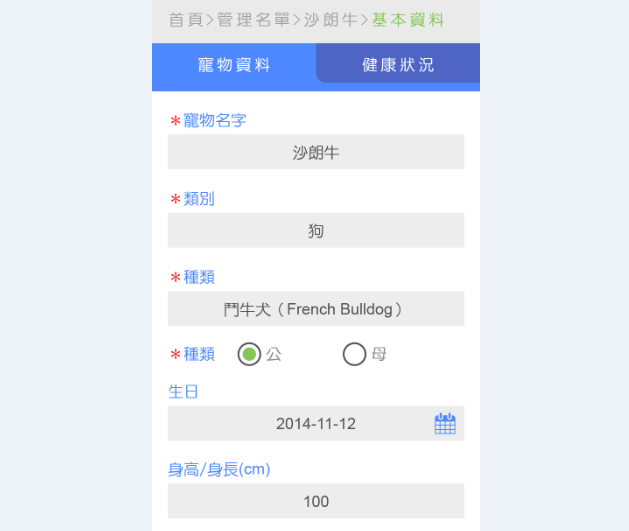 首頁>管理名單>沙朗牛>基本資料
寵物資料 健康狀況
*寵物名字
沙朗牛
*類別
狗
*種類
鬥牛犬（French Bulldog）
*種類 公 母
生日
2014-11-12
身高/身長(cm)
100